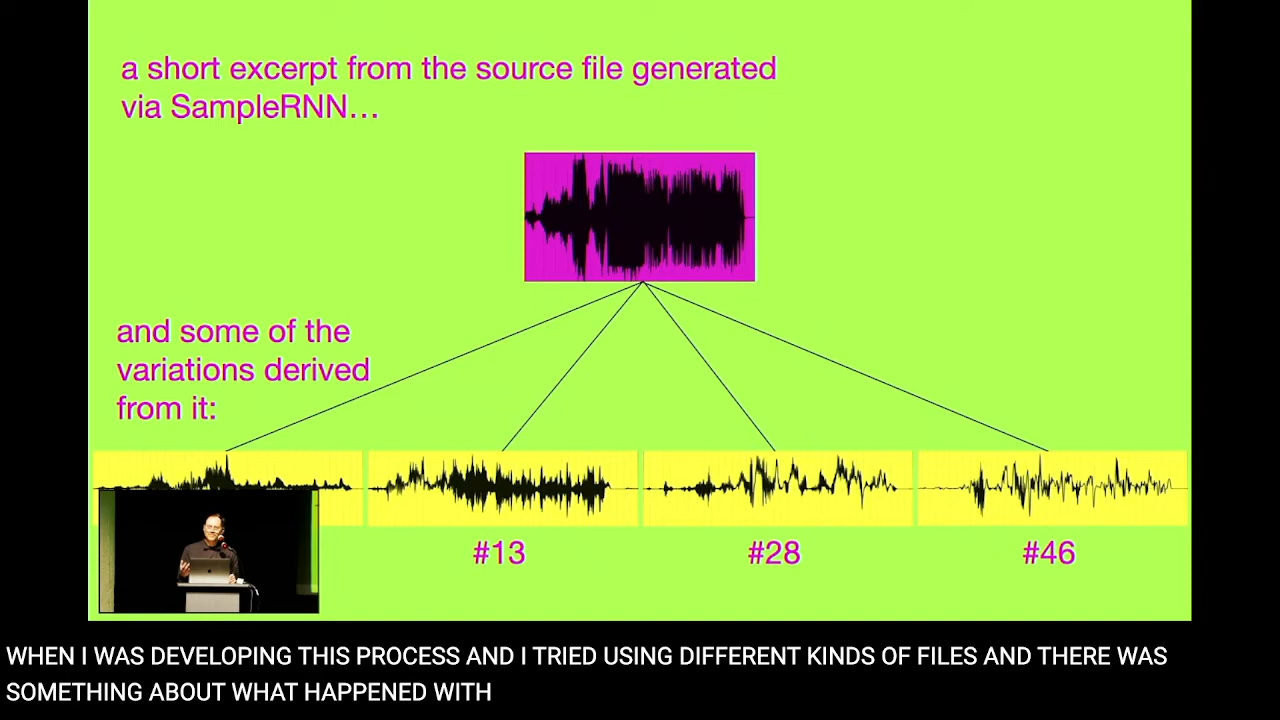 a short excerpt from the source file generated
via SampleRNN…
and some of the
variations derived
from it:
#13
#28
#46
WHEN I WAS DEVELOPING THIS PROCESS AND I TRIED USING DIFFERENT KINDS OF FILES AND THERE WAS
SOMETHING ABOUT WHAT HAPPENED WITH